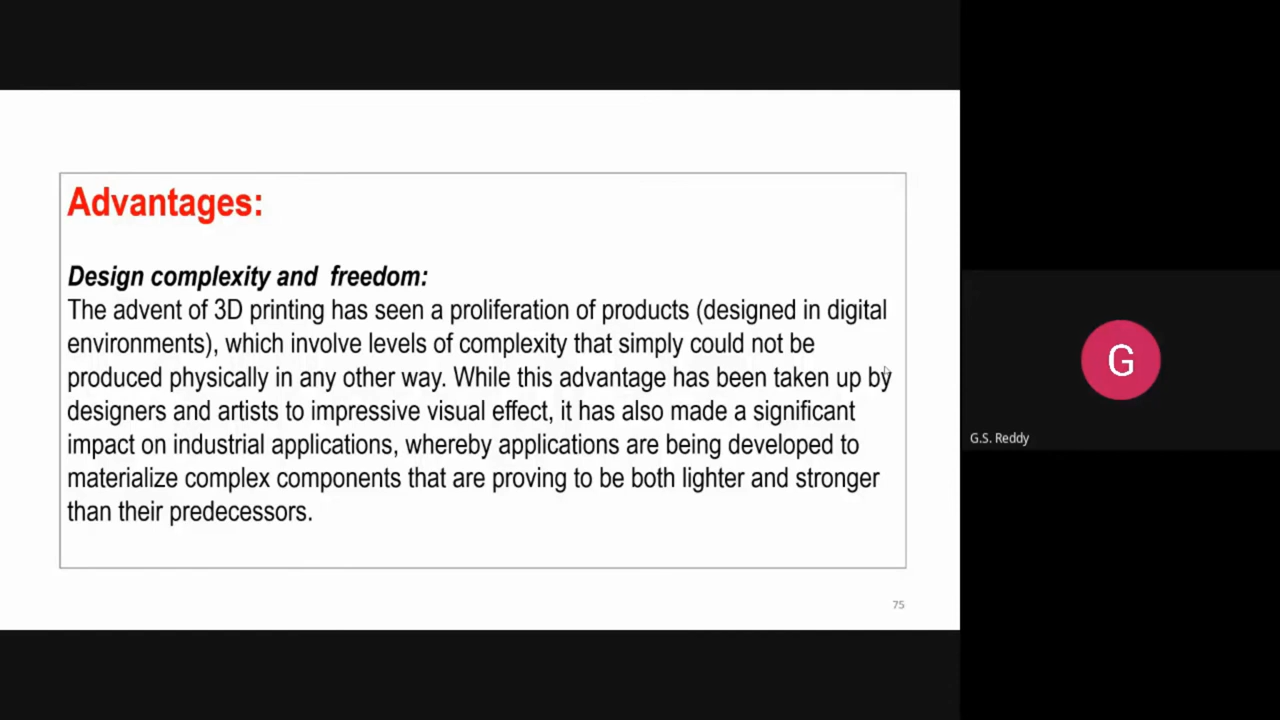 Advantages:
Design complexity and  freedom:
The advent of 3D printing has seen a proliferation of products (designed in digital
environments), which involve levels of complexity that simply could not be
produced physically in any other way. While this advantage has been taken up by
designers and artists to impressive visual effect, it has also made a significant
impact on industrial applications, whereby applications are being developed to
materialize complex components that are proving to be both lighter and stronger
than their predecessors.
75
G
G.S. Reddy